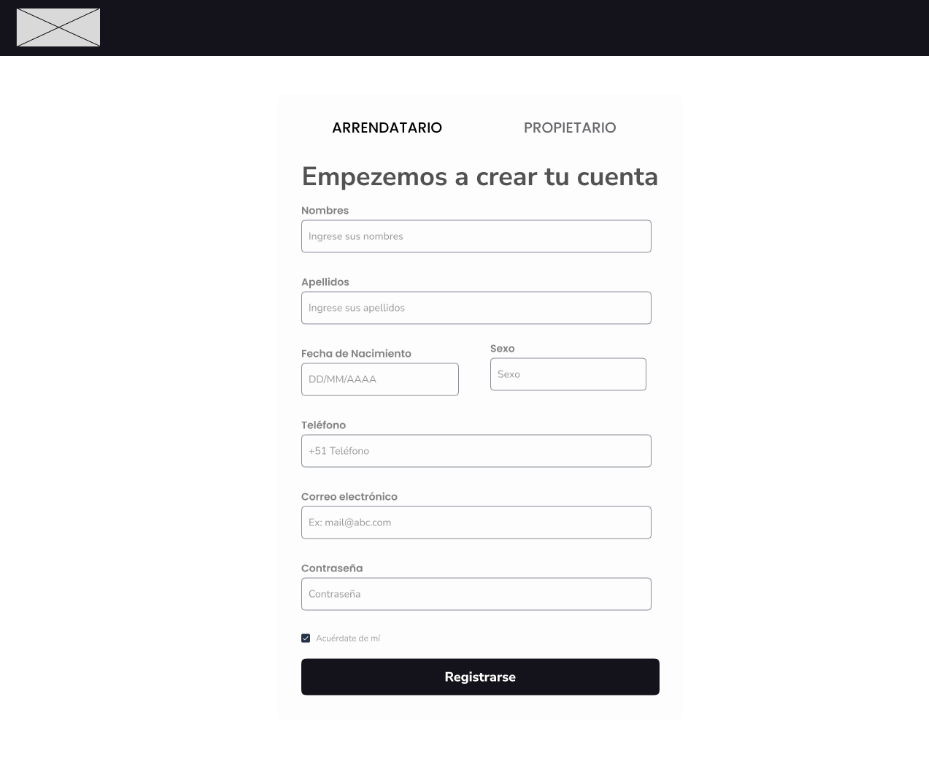 ARRENDATARIO PROPIETARIO
Empezemos a crear tu cuenta
Nombres
Ingrese sus nombres
Apellidos
Ingrese sus apellidos
Fecha de Nacimiento Sexo
DD/MM/AAAA Sexo
Teléfono
+51 Teléfono
Correo electrónico
Ex: mail@abc.com
Contraseña
Contraseña
Acuérdate de mí
Registrarse